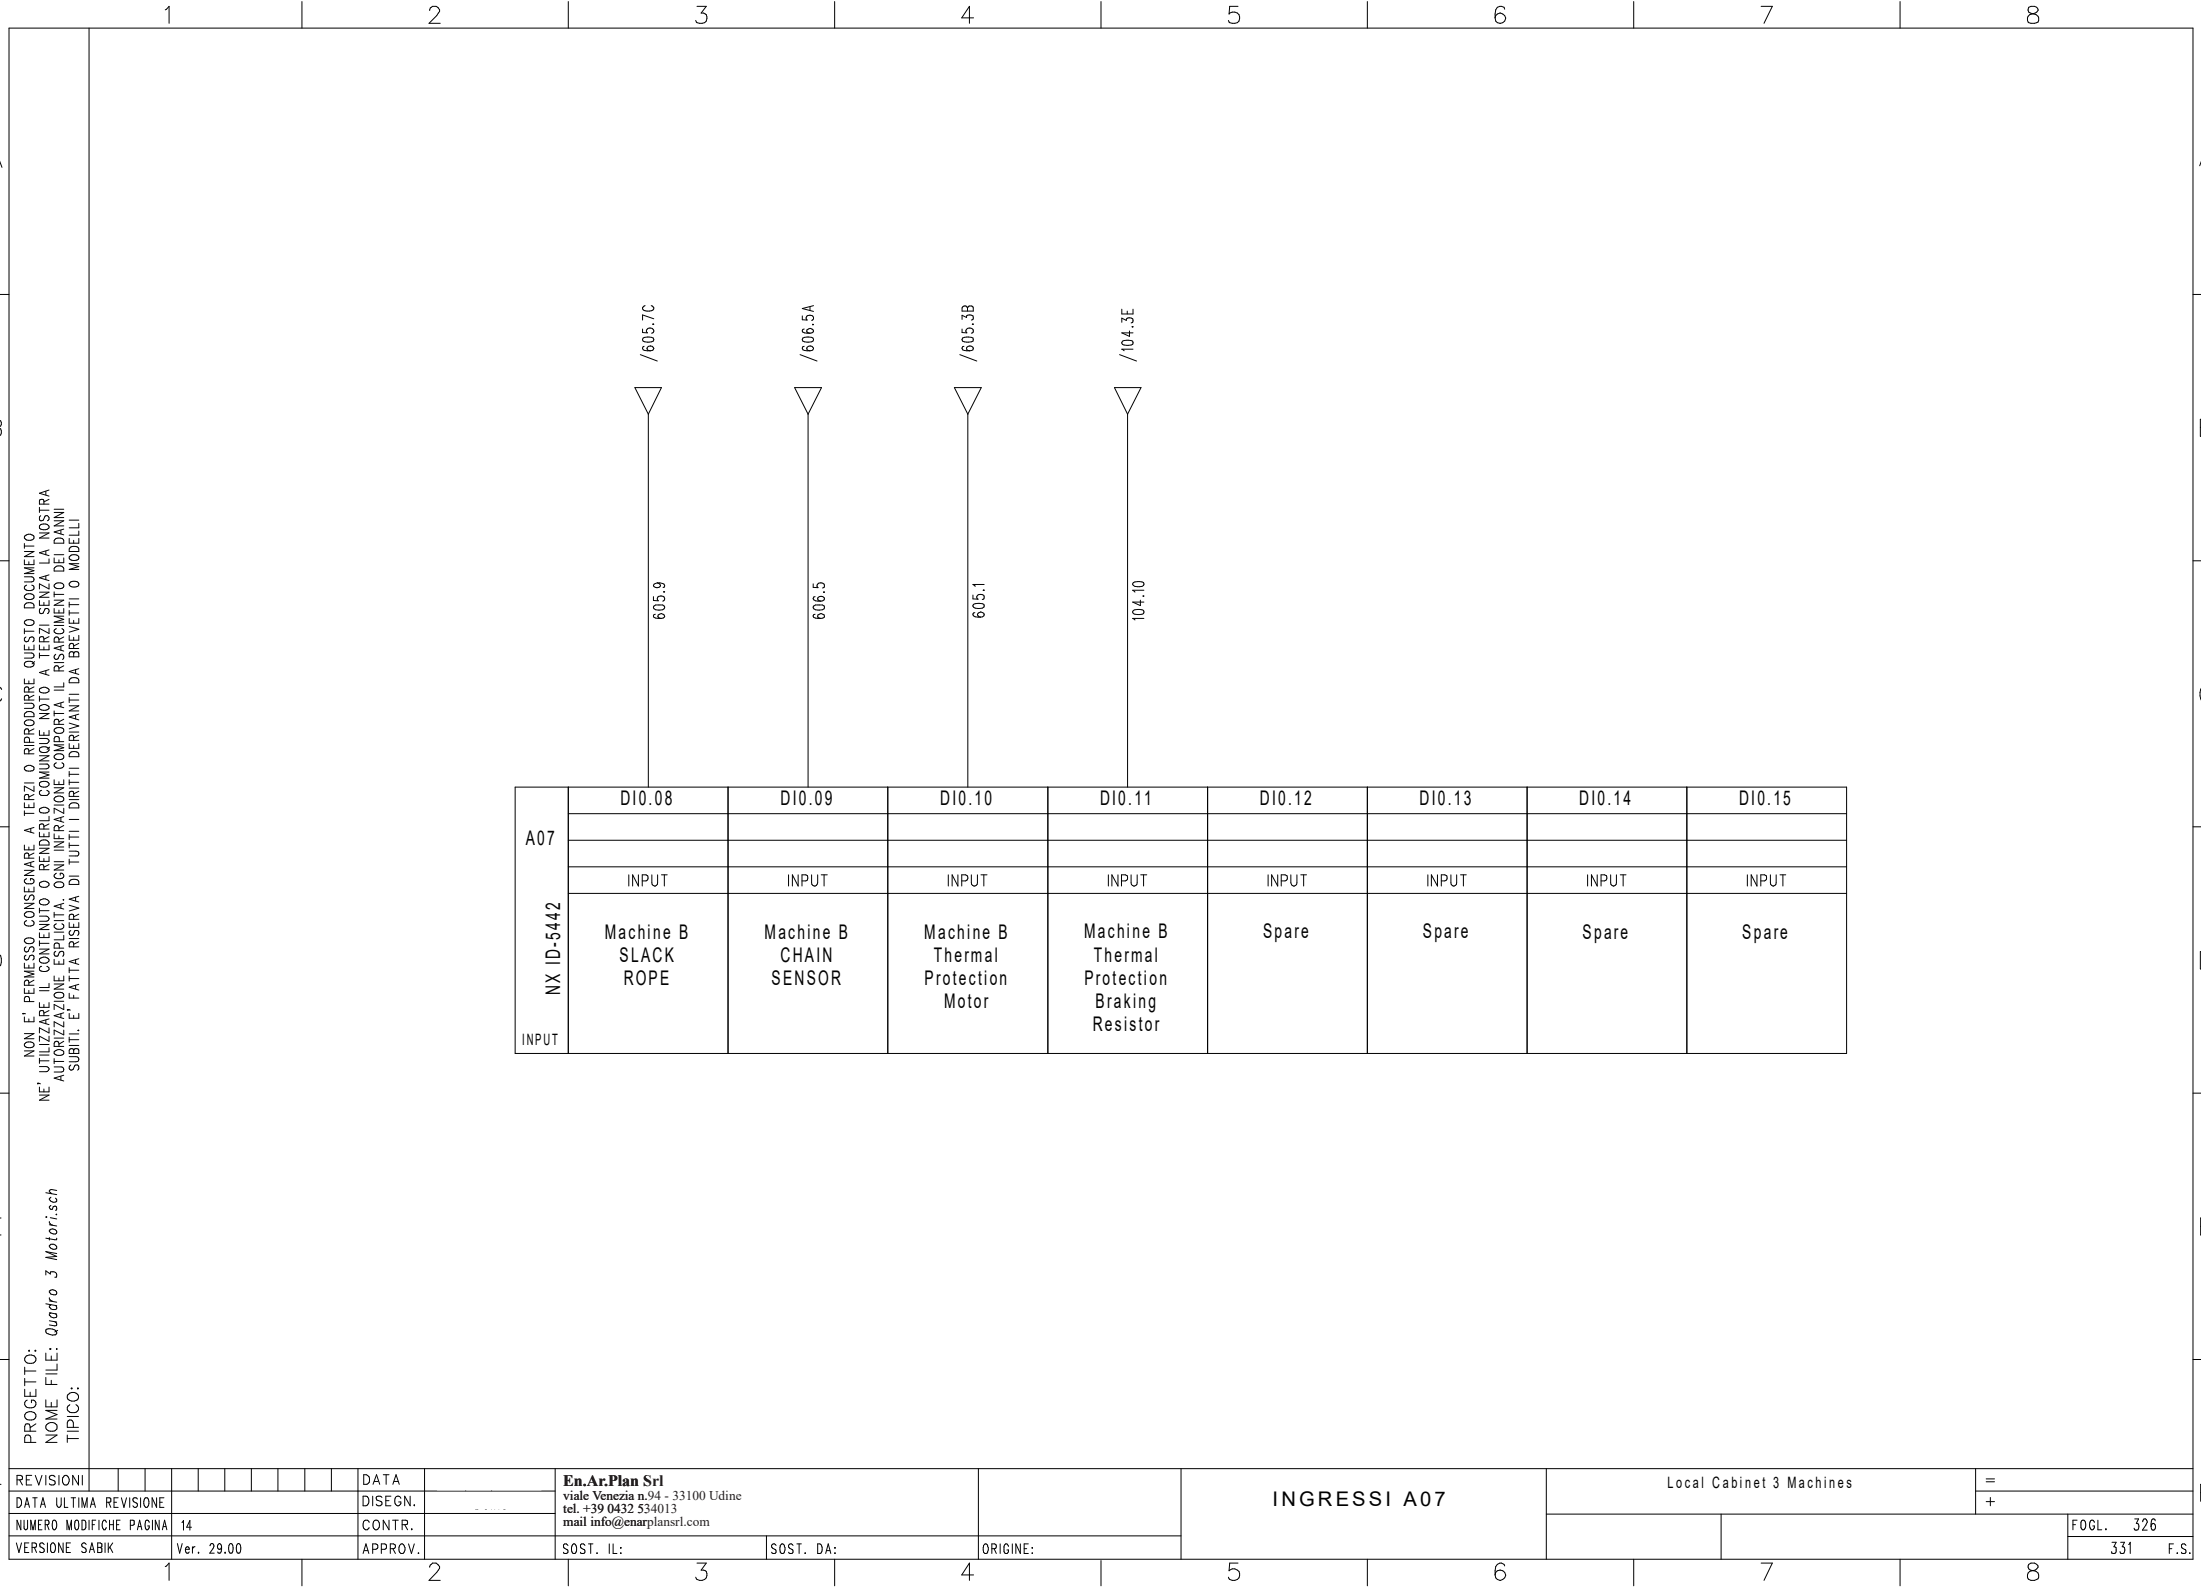 1 2 3 4 5 6 7 8
/605.7C
/606.5A
/605.3B
/104.3E
605.9
606.5
605.1
104.10
A07
NX ID-5442
INPUT
DI0.08 DI0.09 DI0.10 DI0.11 DI0.12 DI0.13 DI0.14 DI0.15
INPUT INPUT INPUT INPUT INPUT INPUT INPUT INPUT
Machine B
SLACK
ROPE
Machine B
CHAIN
SENSOR
Machine B
Thermal
Protection
Motor
Machine B
Thermal
Protection
Braking
Resistor
Spare
Spare
Spare
Spare
NON E' PERMESSO CONSEGNARE A TERZI O RIPRODURRE QUESTO DOCUMENTO
NE' UTILIZZARE IL CONTENUTO O RENDERLO COMUNQUE NOTO A TERZI SENZA LA NOSTRA
AUTORIZZAZIONE ESPLICITA. OGNI INFRAZIONE COMPORTA IL RISARCIMENTO DEI DANNI
SUBITI. E' FATTA RISERVA DI TUTTI I DIRITTI DERIVANTI DA BREVETTI O MODELLI
PROGETTO:
NOME FILE: Quadro 3 Motori.sch
TIPICO:
REVISIONI
DATA ULTIMA REVISIONE
NUMERO MODIFICHE PAGINA 14
VERSIONE SABIK Ver. 29.00
DATA
DISEGN.
CONTR.
APPROV.
En.Ar.Plan Srl
viale Venezia n.94 - 33100 Udine
tel. +39 0432 534013
mail info@enarplansrl.com
SOST. IL: SOST. DA: ORIGINE:
INGRESSI A07
Local Cabinet 3 Machines
=
+
FOGL. 326
331 F.S.
1 2 3 4 5 6 7 8